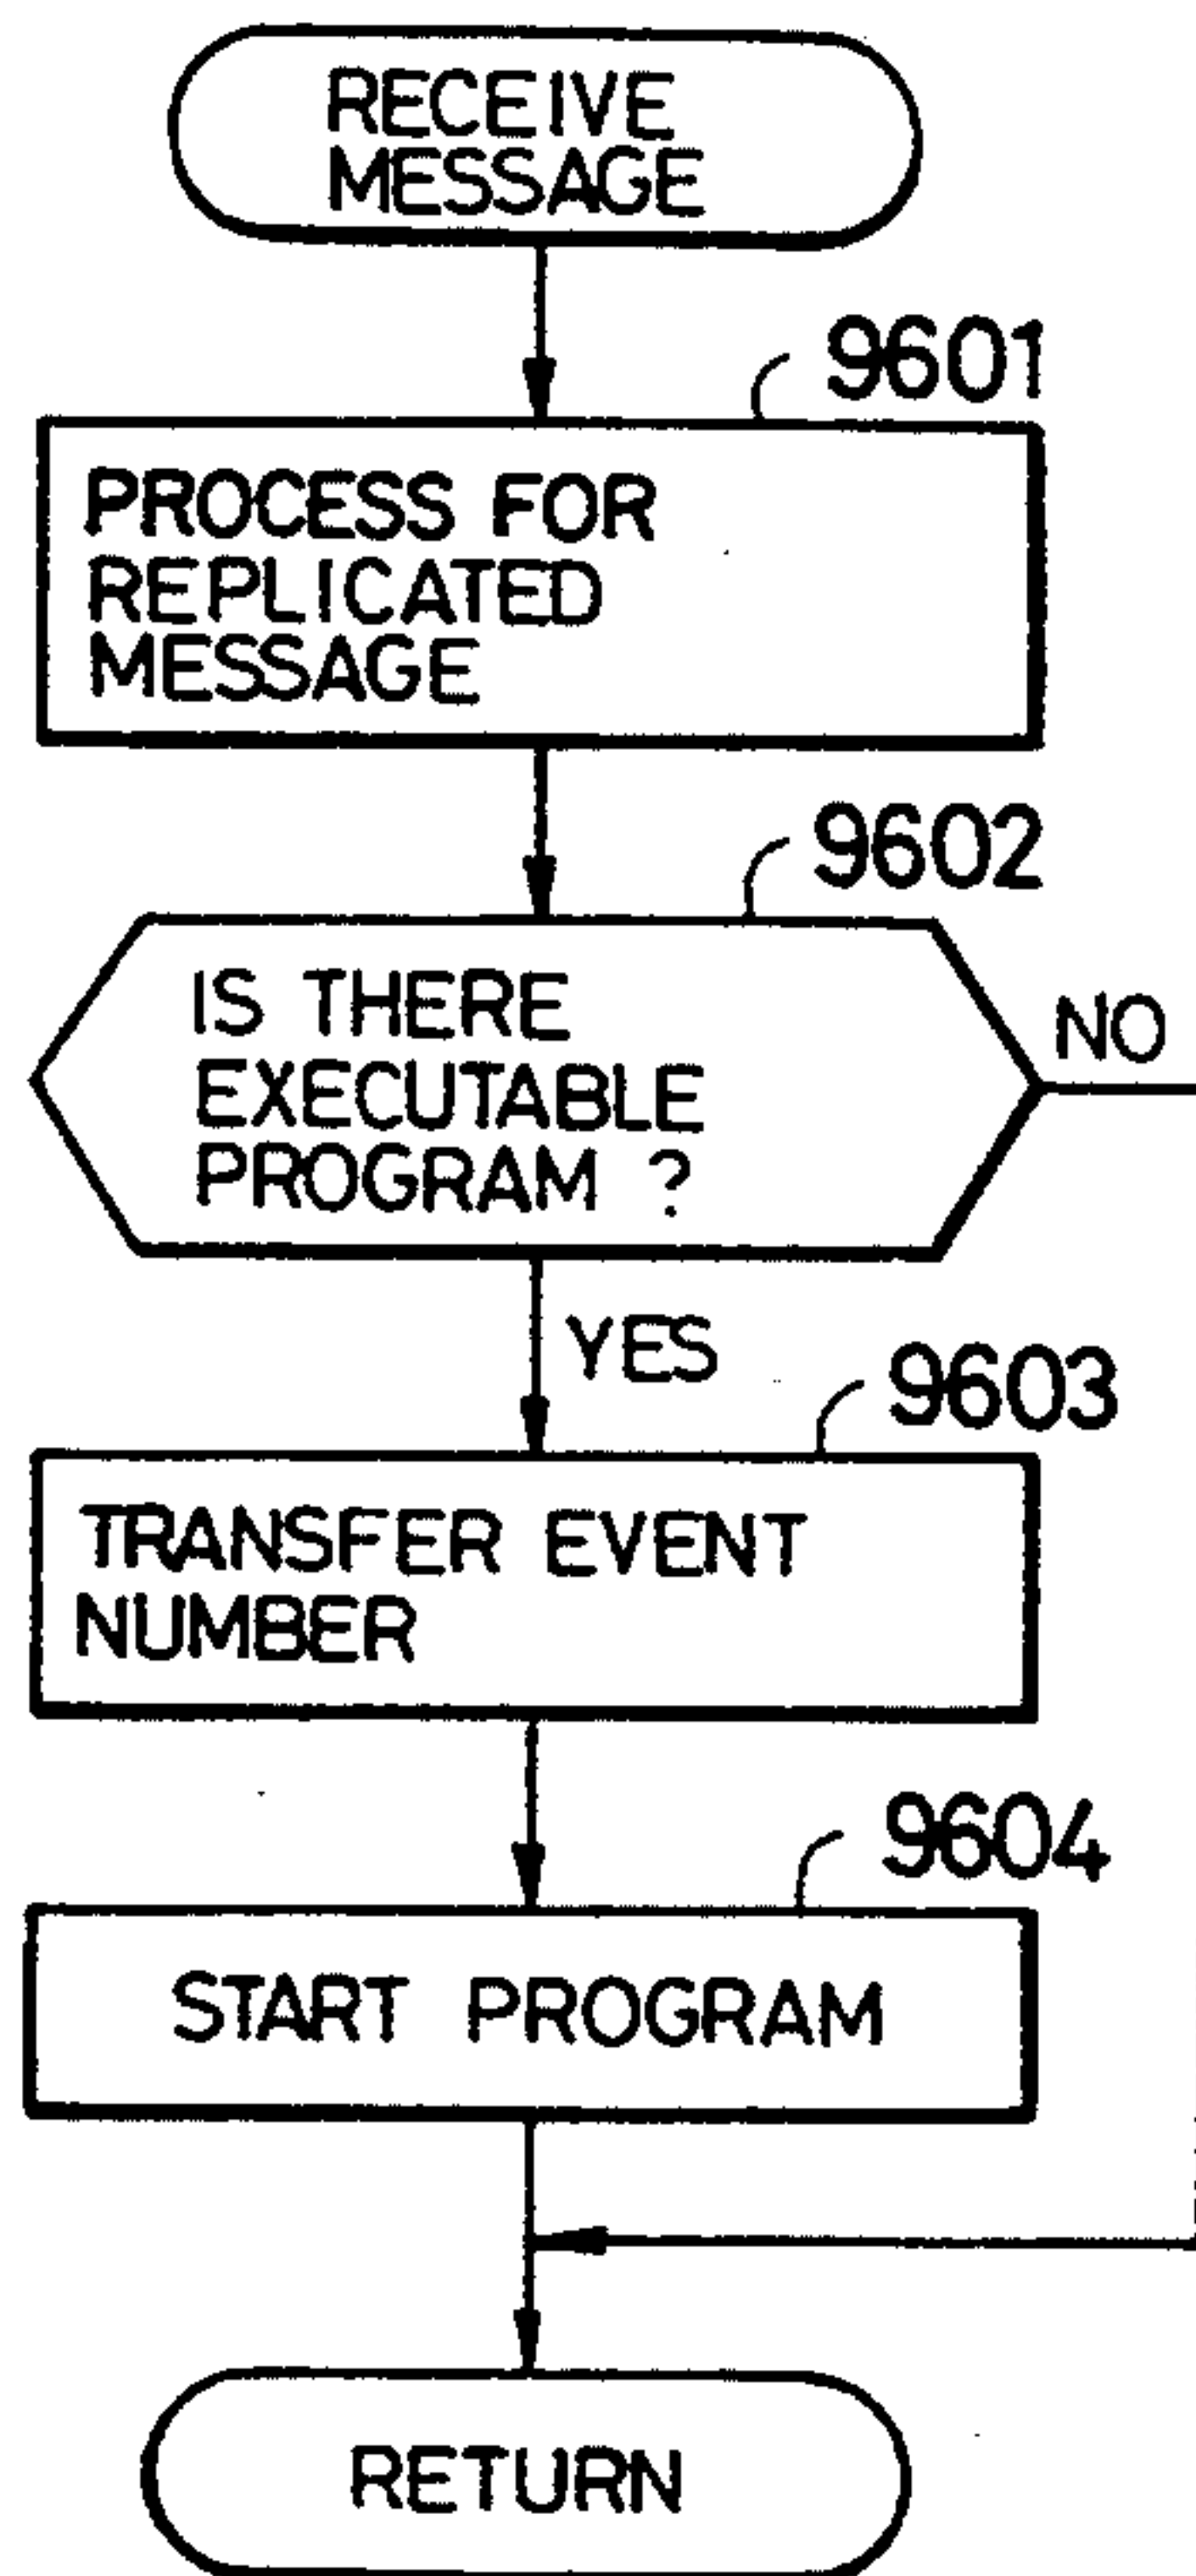 RECEIVE
MESSAGE
9601
PROCESS FOR
REPLICATED
MESSAGE
9602
IS THERE
EXECUTABLE
PROGRAM ?
NO
YES
9603
TRANSFER EVENT
NUMBER
9604
START PROGRAM
RETURN